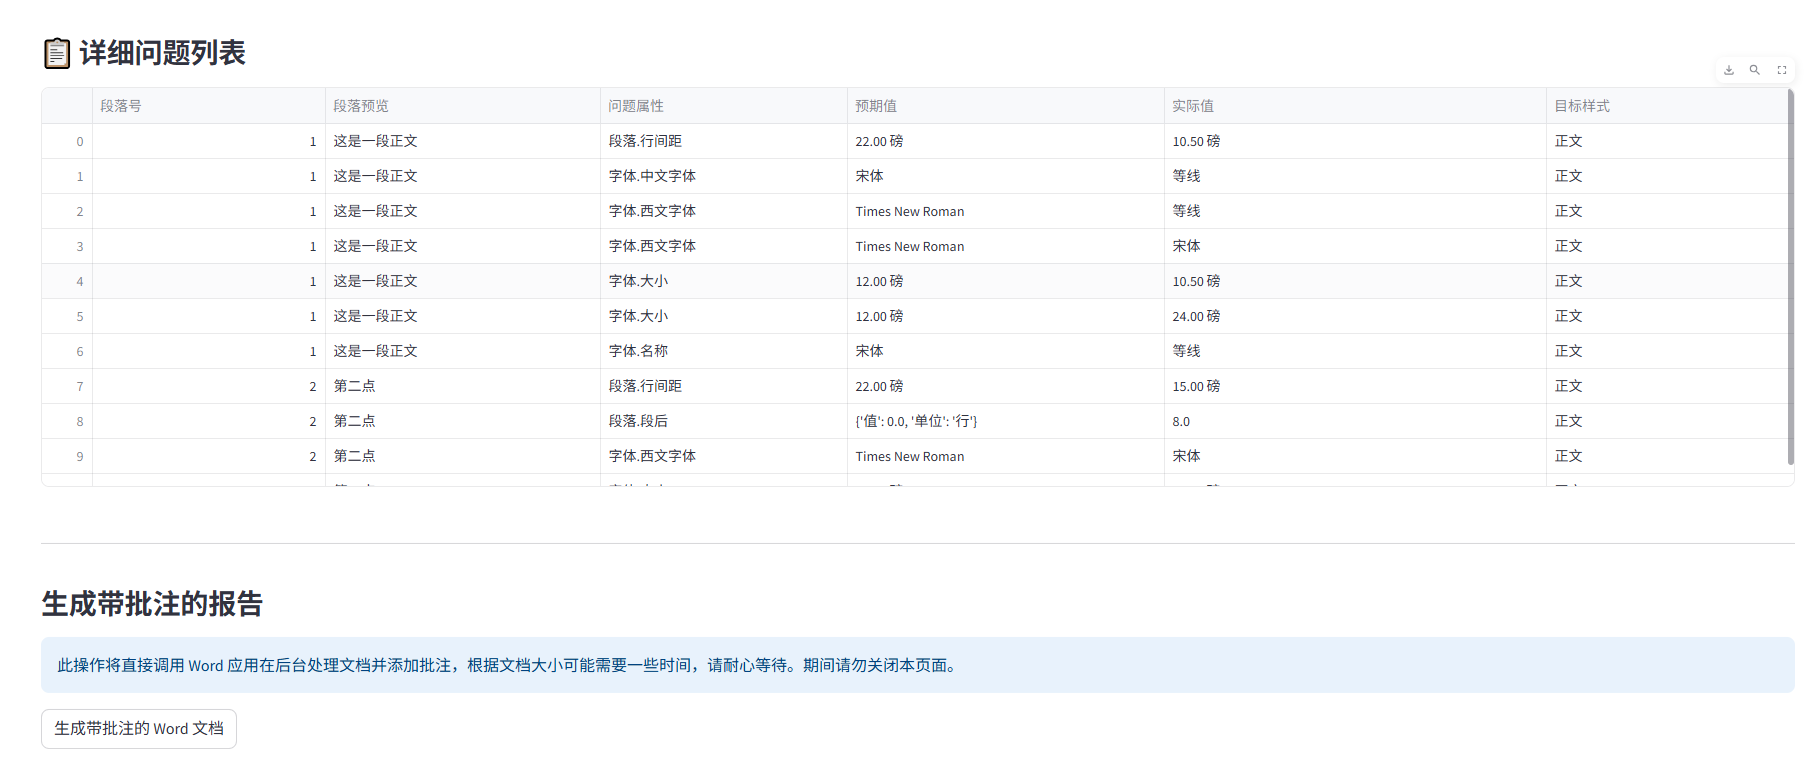 📋 详细问题列表
段落号 段落预览 问题属性 预期值 实际值 目标样式
0 1 这是一段正文 段落.行间距 22.00 磅 10.50 磅 正文
1 1 这是一段正文 字体.中文字体 宋体 等线 正文
2 1 这是一段正文 字体.西文字体 Times New Roman 等线 正文
3 1 这是一段正文 字体.西文字体 Times New Roman 宋体 正文
4 1 这是一段正文 字体.大小 12.00 磅 10.50 磅 正文
5 1 这是一段正文 字体.大小 12.00 磅 24.00 磅 正文
6 1 这是一段正文 字体.名称 宋体 等线 正文
7 2 第二点 段落.行间距 22.00 磅 15.00 磅 正文
8 2 第二点 段落.段后 {'值': 0.0, '单位': '行'} 8.0 正文
9 2 第二点 字体.西文字体 Times New Roman 宋体 正文
生成带批注的报告
此操作将直接调用 Word 应用在后台处理文档并添加批注，根据文档大小可能需要一些时间，请耐心等待。期间请勿关闭本页面。
生成带批注的 Word 文档